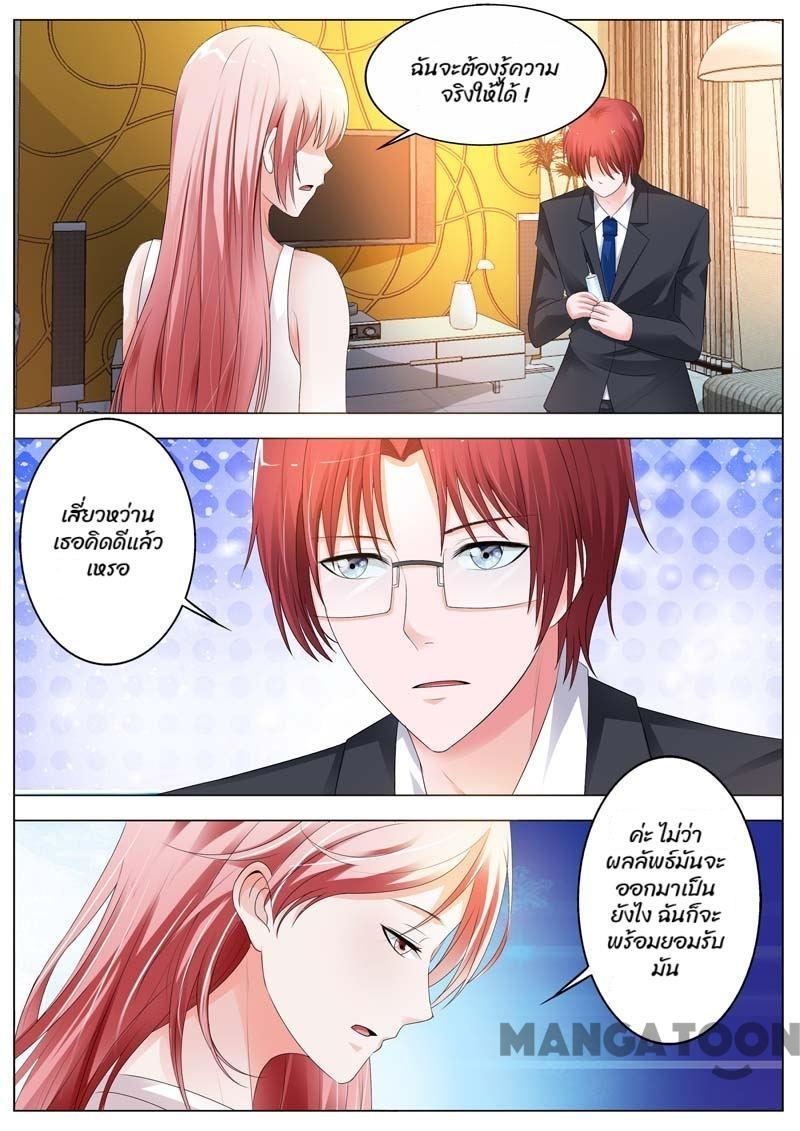 ฉันจะต้องรู้ความ
จริงให้ได้ !
เสี่ยวหว่าน
เธอคิดดีแล้ว
เหรอ
ค่ะ ไม่ว่า
ผลลัพธ์มันจะ
ออกมาเป็น
ยังไง ฉันก็จะ
พร้อมยอมรับ
มัน
MANGATOON